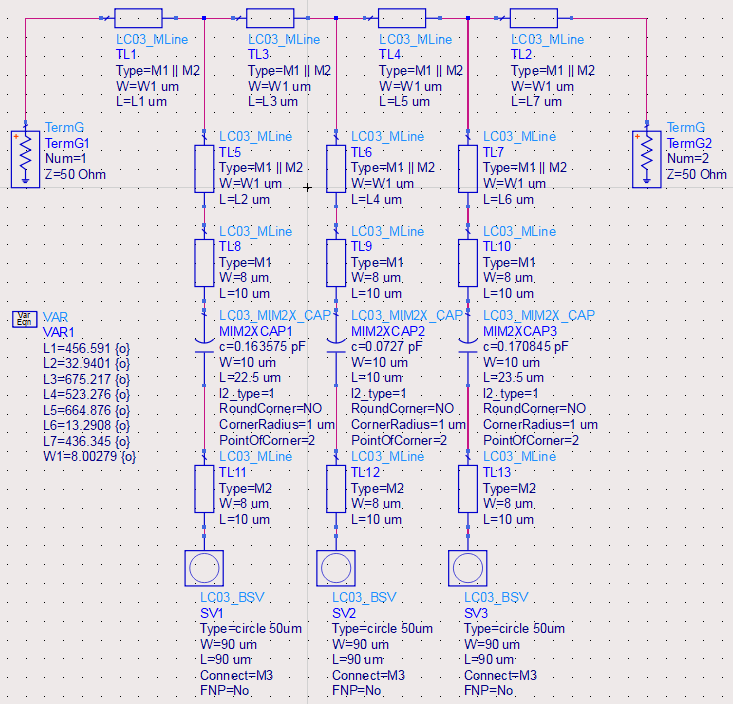 LC03_MLine
TL1
Type=M1 || M2
W=W1 um
L=L1 um
LC03_MLine
TL3
Type=M1 || M2
W=W1 um
L=L3 um
LC03_MLine
TL4
Type=M1 || M2
W=W1 um
L=L5 um
LC03_MLine
TL2
Type=M1 || M2
W=W1 um
L=L7 um
TermG
TermG1
Num=1
Z=50 Ohm
LC03_MLine
TL5
Type=M1 || M2
W=W1 um
L=L2 um
LC03_MLine
TL6
Type=M1 || M2
W=W1 um
L=L4 um
LC03_MLine
TL7
Type=M1 || M2
W=W1 um
L=L6 um
TermG
TermG2
Num=2
Z=50 Ohm
LC03_MLine
TL8
Type=M1
W=8 um
L=10 um
LC03_MLine
TL9
Type=M1
W=8 um
L=10 um
LC03_MLine
TL10
Type=M1
W=8 um
L=10 um
Var
Eqn
VAR
VAR1
L1=456.591 {o}
L2=32.9401 {o}
L3=675.217 {o}
L4=523.276 {o}
L5=664.876 {o}
L6=13.2908 {o}
L7=436.345 {o}
W1=8.00279 {o}
LC03_MIM2X_CAP
MIM2XCAP1
c=0.163575 pF
W=10 um
L=22.5 um
l2_type=1
RoundCorner=NO
CornerRadius=1 um
PointOfCorner=2
LC03_MIM2X_CAP
MIM2XCAP2
c=0.0727 pF
W=10 um
L=10 um
l2_type=1
RoundCorner=NO
CornerRadius=1 um
PointOfCorner=2
LC03_MIM2X_CAP
MIM2XCAP3
c=0.170845 pF
W=10 um
L=23.5 um
l2_type=1
RoundCorner=NO
CornerRadius=1 um
PointOfCorner=2
LC03_MLine
TL11
Type=M2
W=8 um
L=10 um
LC03_MLine
TL12
Type=M2
W=8 um
L=10 um
LC03_MLine
TL13
Type=M2
W=8 um
L=10 um
LC03_BSV
SV1
Type=circle 50um
W=90 um
L=90 um
Connect=M3
FNP=No
LC03_BSV
SV2
Type=circle 50um
W=90 um
L=90 um
Connect=M3
FNP=No
LC03_BSV
SV3
Type=circle 50um
W=90 um
L=90 um
Connect=M3
FNP=No